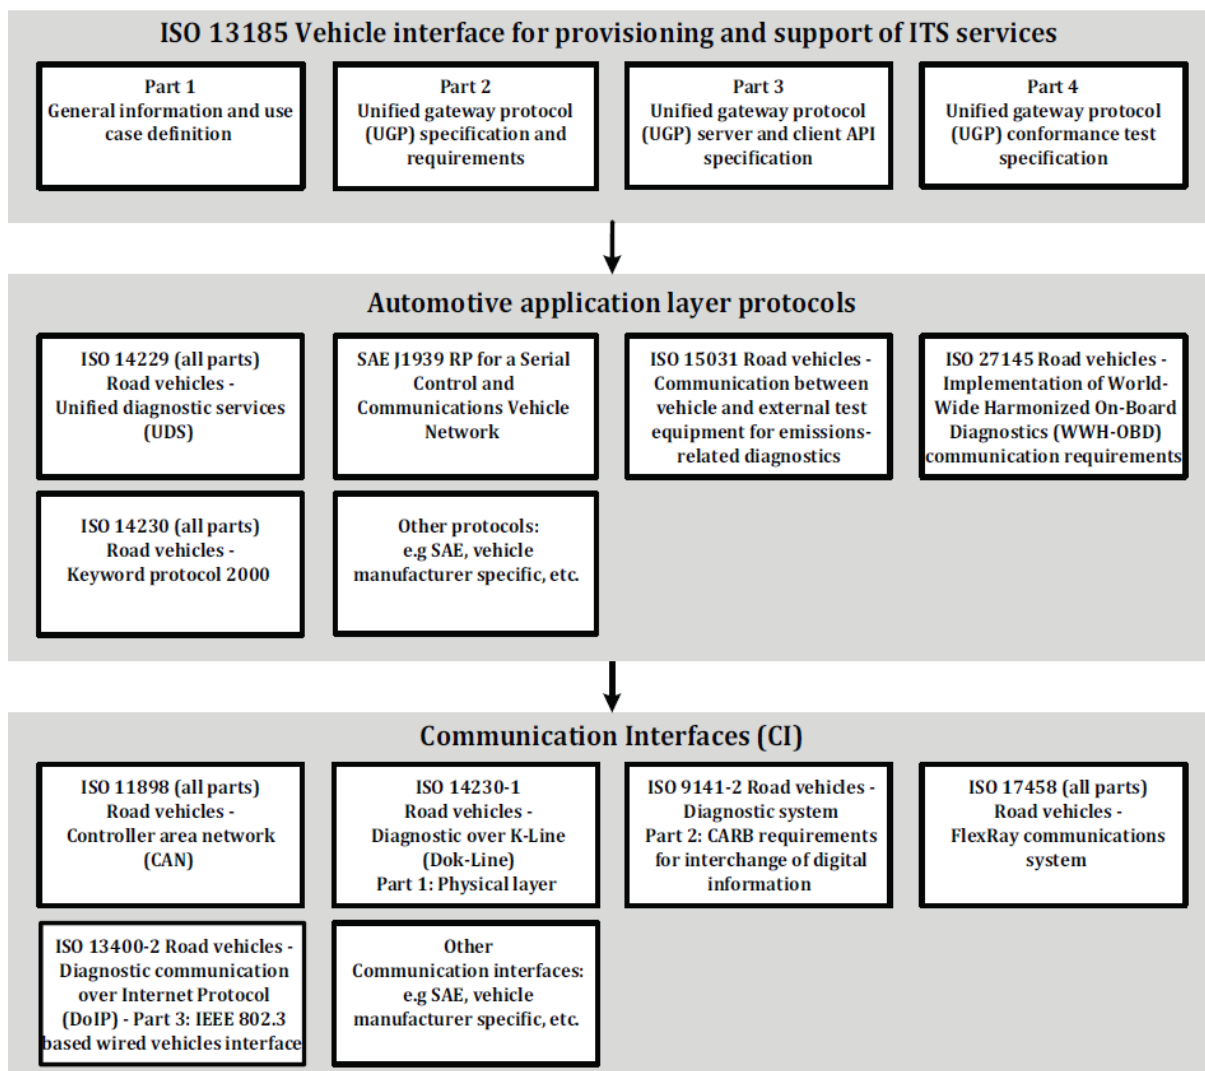 ISO 13185 Vehicle interface for provisioning and support of ITS services
Part 1
General information and use
case definition
Part 2
Unified gateway protocol
(UGP) specification and
requirements
Part 3
Unified gateway protocol
(UGP) server and client API
specification
Part 4
Unified gateway protocol
(UGP) conformance test
specification
Automotive application layer protocols
ISO 14229 (all parts)
Road vehicles -
Unified diagnostic services
(UDS)
SAE J1939 RP for a Serial
Control and
Communications Vehicle
Network
ISO 15031 Road vehicles -
Communication between
vehicle and external test
equipment for emissions-
related diagnostics
ISO 27145 Road vehicles -
Implementation of World-
Wide Harmonized On-Board
Diagnostics (WWH-OBD)
communication requirements
ISO 14230 (all parts)
Road vehicles -
Keyword protocol 2000
Other protocols:
e.g SAE, vehicle
manufacturer specific, etc.
Communication Interfaces (CI)
ISO 11898 (all parts)
Road vehicles -
Controller area network
(CAN)
ISO 14230-1
Road vehicles -
Diagnostic over K-Line
(Dok-Line)
Part 1: Physical layer
ISO 9141-2 Road vehicles -
Diagnostic system
Part 2: CARB requirements
for interchange of digital
information
ISO 17458 (all parts)
Road vehicles -
FlexRay communications
system
ISO 13400-2 Road vehicles -
Diagnostic communication
over Internet Protocol
(DoIP) - Part 3: IEEE 802.3
based wired vehicles interface
Other
Communication interfaces:
e.g SAE, vehicle
manufacturer specific, etc.